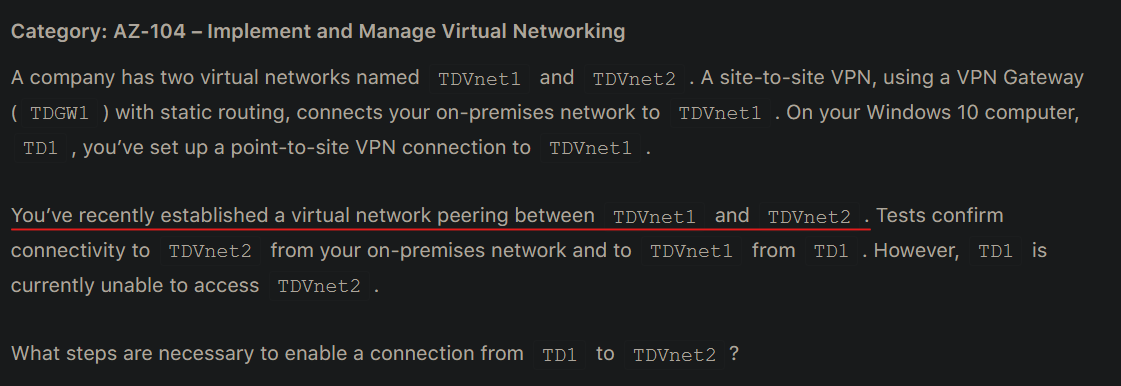 Category: AZ-104 – Implement and Manage Virtual Networking
A company has two virtual networks named TDVnet1 and TDVnet2 . A site-to-site VPN, using a VPN Gateway
( TDGW1 ) with static routing, connects your on-premises network to TDVnet1 . On your Windows 10 computer,
TD1 , you’ve set up a point-to-site VPN connection to TDVnet1 .
You’ve recently established a virtual network peering between TDVnet1 and TDVnet2 . Tests confirm
connectivity to TDVnet2 from your on-premises network and to TDVnet1 from TD1 . However, TD1 is
currently unable to access TDVnet2 .
What steps are necessary to enable a connection from TD1 to TDVnet2 ?